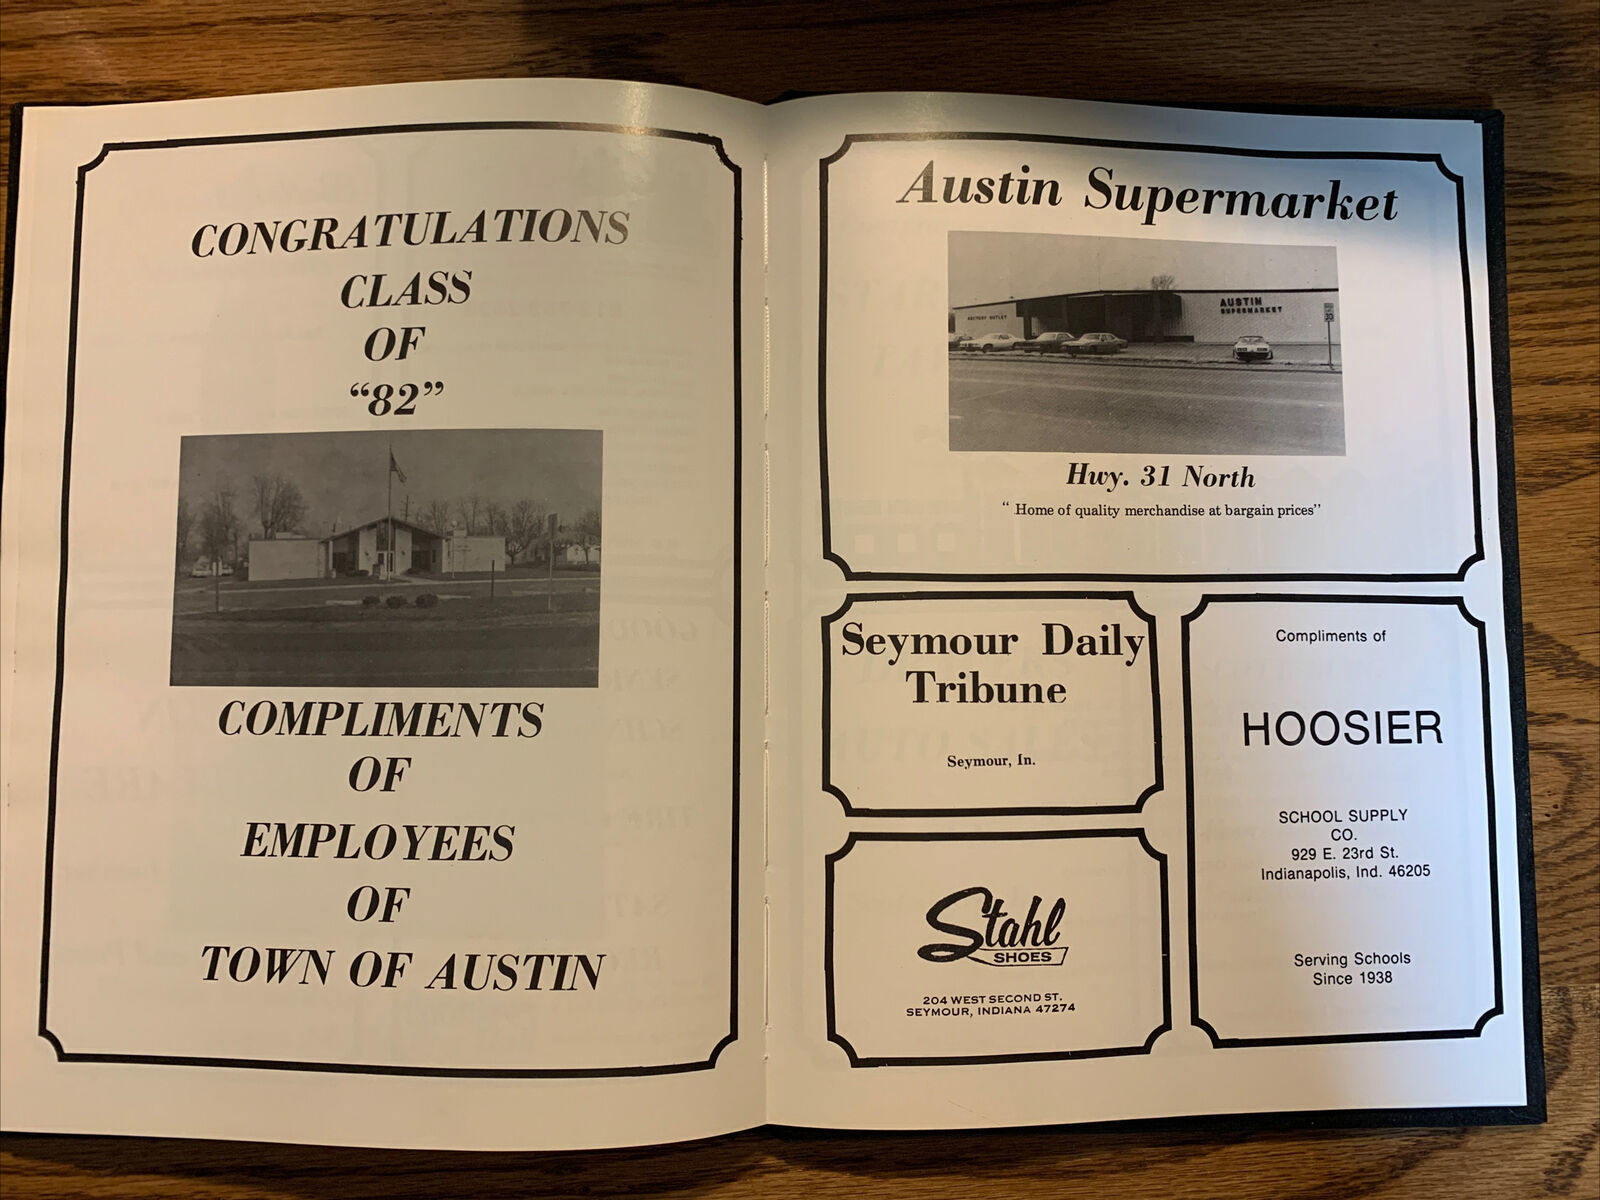 CONGRATULATIONS
CLASS
OF
“82”
COMPLIMENTS
OF
EMPLOYEES
OF
TOWN OF AUSTIN
Austin Supermarket
FACTORY OUTLET
AUSTIN
SUPERMARKET
Hwy. 31 North
“ Home of quality merchandise at bargain prices”
Seymour Daily
Tribune
Seymour, In.
Stahl
SHOES
204 WEST SECOND ST.
SEYMOUR, INDIANA 47274
Compliments of
HOOSIER
SCHOOL SUPPLY
CO.
929 E. 23rd St.
Indianapolis, Ind. 46205
Serving Schools
Since 1938